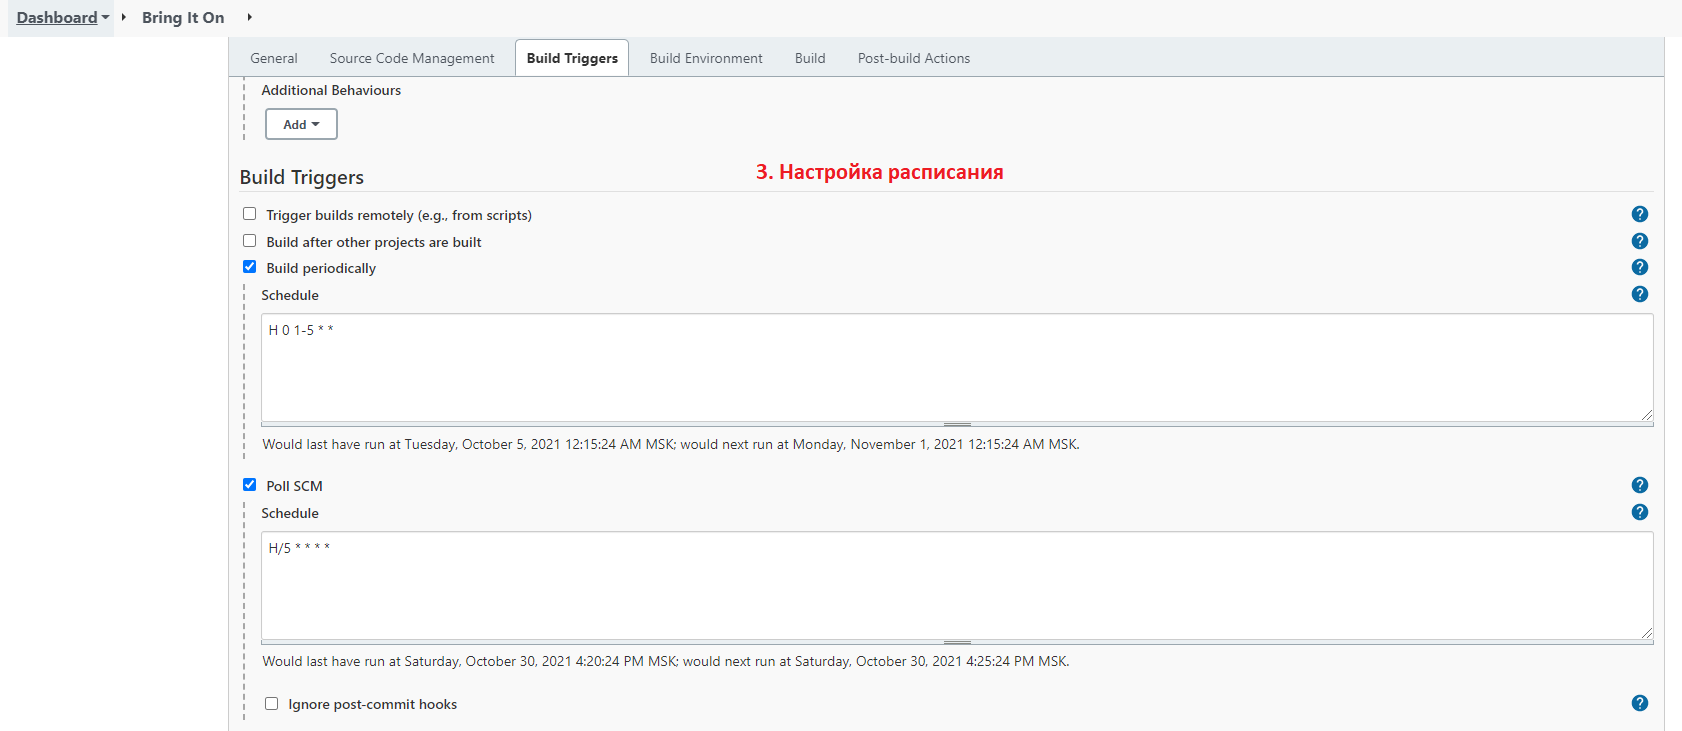 Dashboard Bring It On
General Source Code Management Build Triggers Build Environment Build Post-build Actions
Additional Behaviours
Add
Build Triggers
3. Настройка расписания
Trigger builds remotely (e.g., from scripts)
?
Build after other projects are built
?
Build periodically
?
Schedule
?
H 0 1-5 * *
Would last have run at Tuesday, October 5, 2021 12:15:24 AM MSK; would next run at Monday, November 1, 2021 12:15:24 AM MSK.
Poll SCM
?
Schedule
?
H/5 * * * *
Would last have run at Saturday, October 30, 2021 4:20:24 PM MSK; would next run at Saturday, October 30, 2021 4:25:24 PM MSK.
Ignore post-commit hooks
?